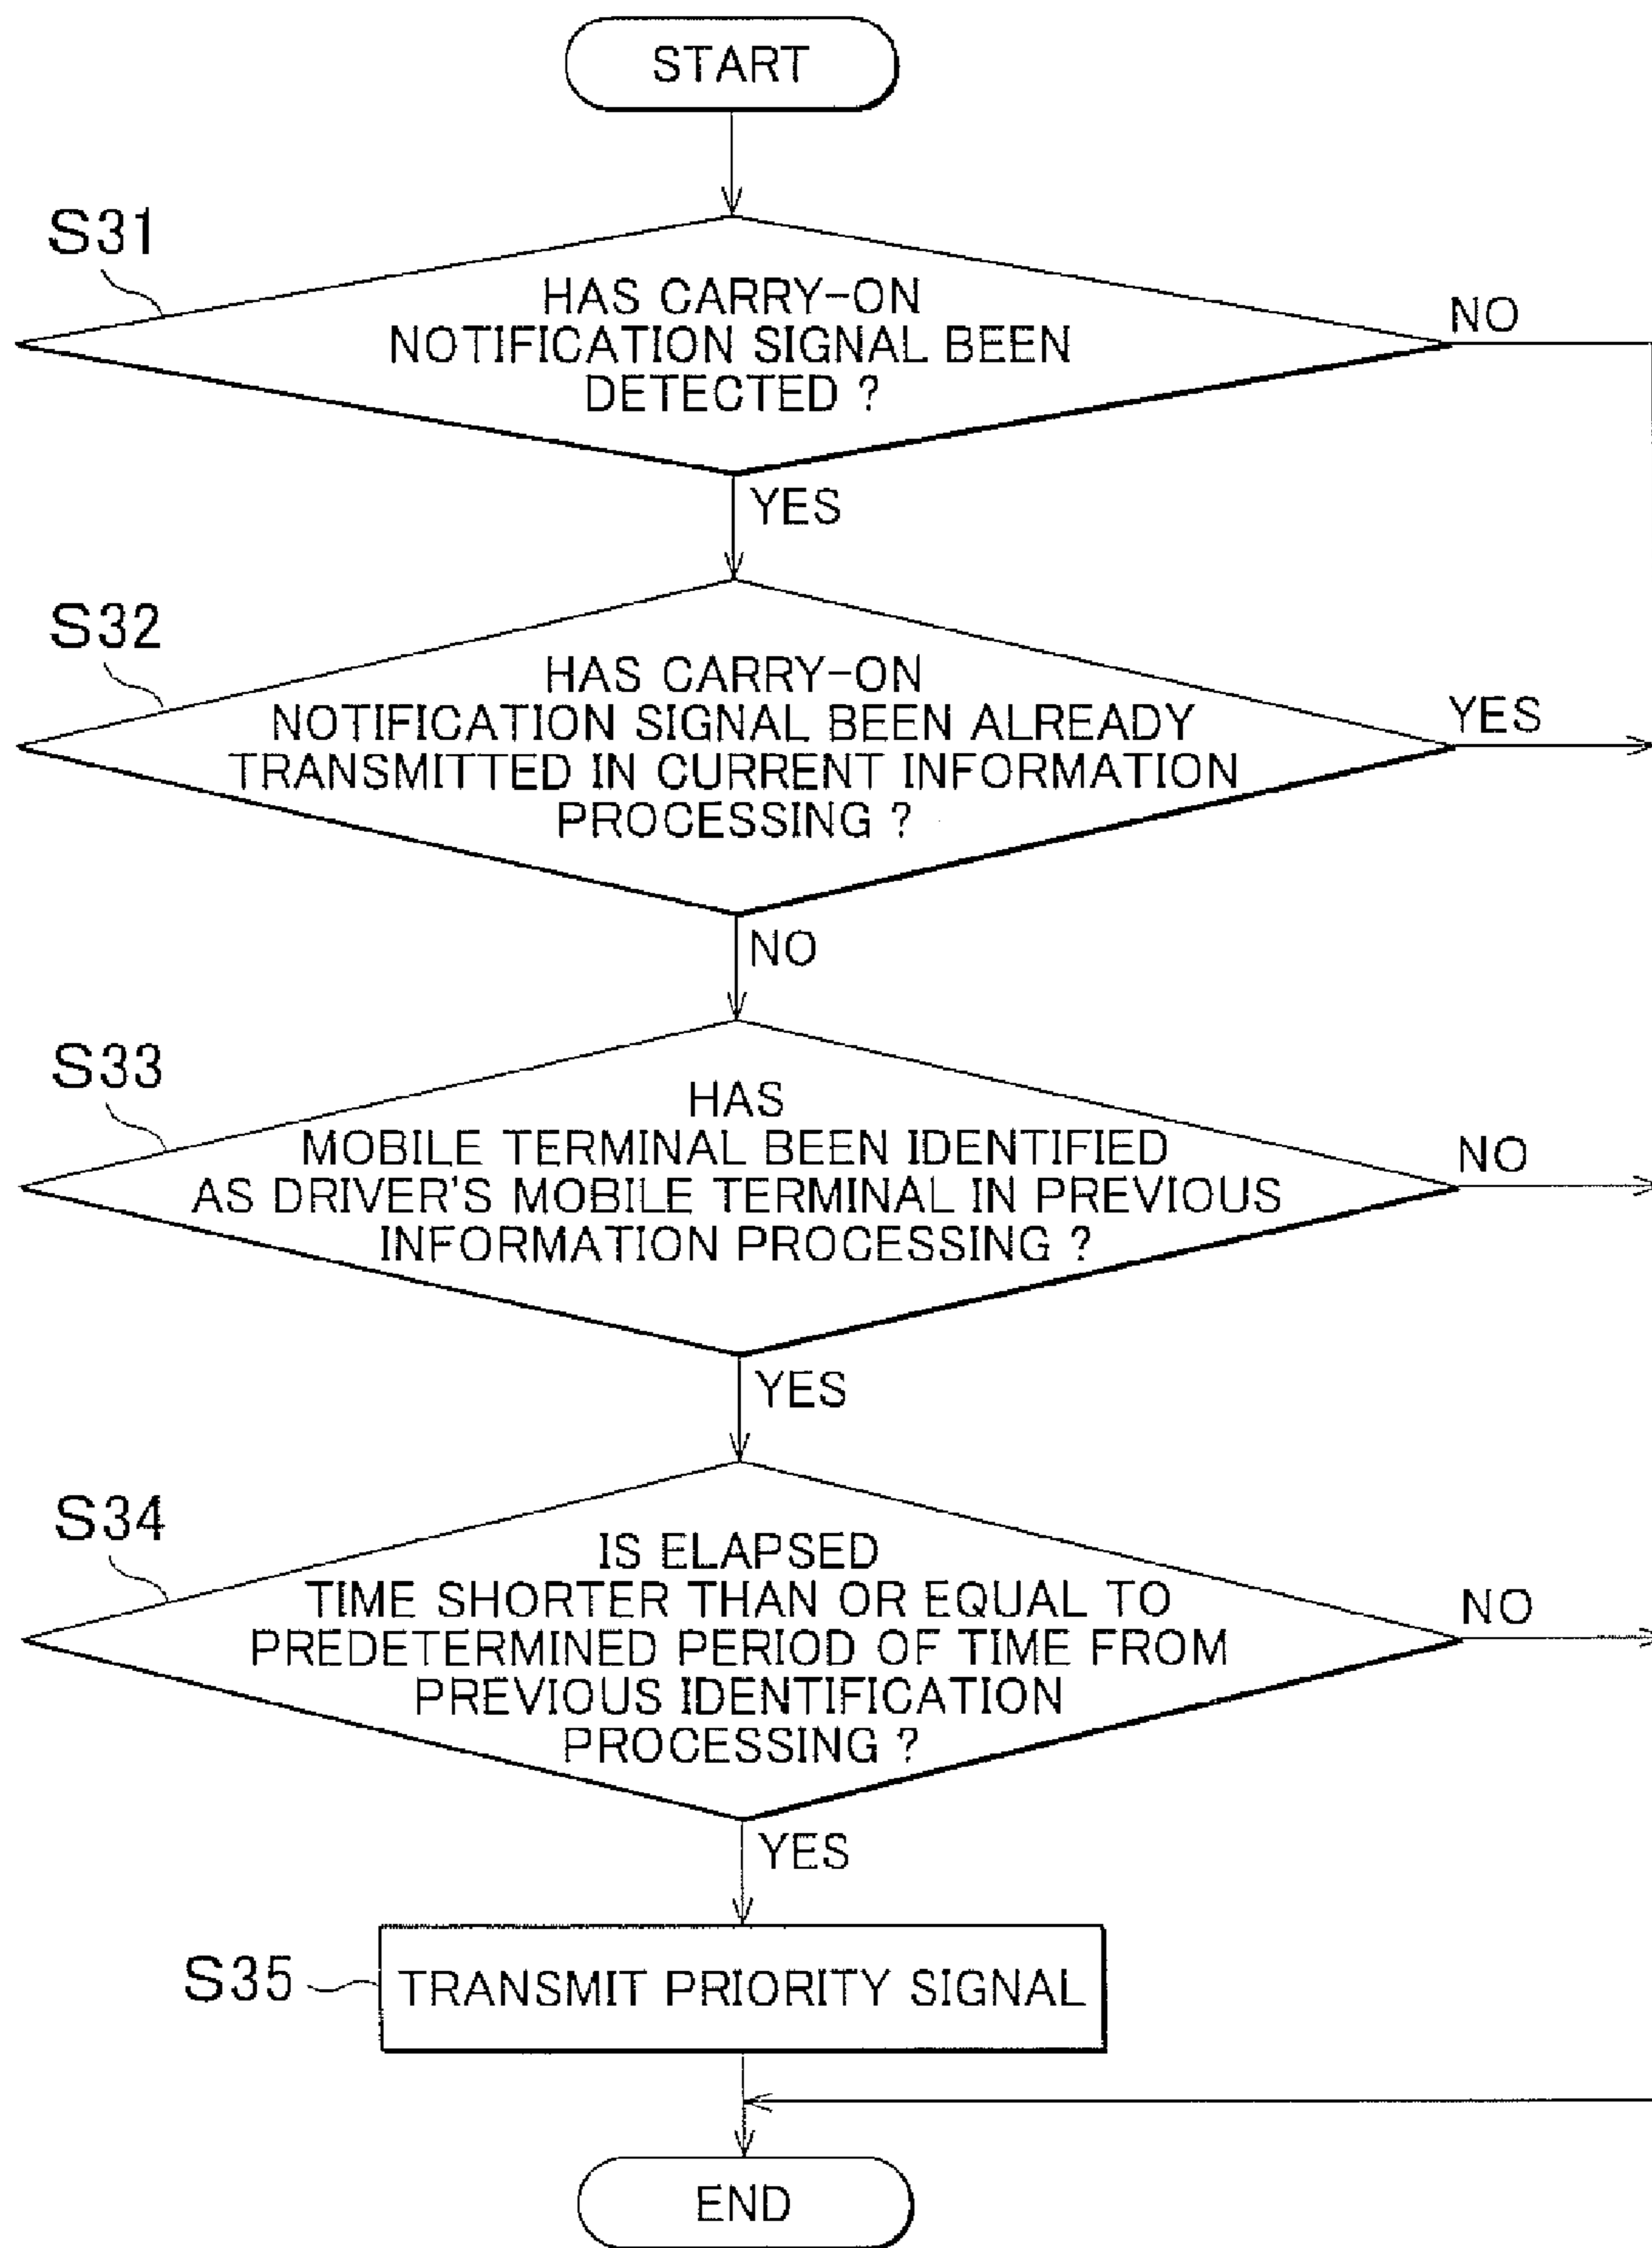 START
S31
HAS CARRY-ON
NOTIFICATION SIGNAL BEEN
DETECTED ?
NO
YES
S32
HAS CARRY-ON
NOTIFICATION SIGNAL BEEN ALREADY
TRANSMITTED IN CURRENT INFORMATION
PROCESSING ?
YES
NO
S33
HAS
MOBILE TERMINAL BEEN IDENTIFIED
AS DRIVER'S MOBILE TERMINAL IN PREVIOUS
INFORMATION PROCESSING ?
NO
YES
S34
IS ELAPSED
TIME SHORTER THAN OR EQUAL TO
PREDETERMINED PERIOD OF TIME FROM
PREVIOUS IDENTIFICATION
PROCESSING ?
NO
YES
S35
TRANSMIT PRIORITY SIGNAL
END